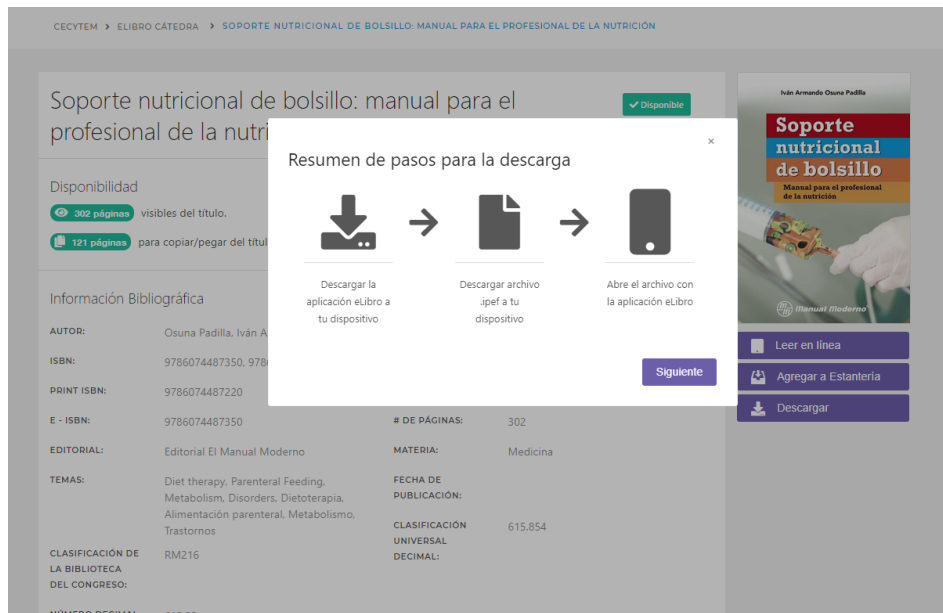 CECYTEM > ELIBRO CÁTEDRA > SOPORTE NUTRICIONAL DE BOLSILLO: MANUAL PARA EL PROFESIONAL DE LA NUTRICIÓN
Soporte nutricional de bolsillo: manual para el
profesional de la nutri
Disponible
Disponibilidad
302 páginas visibles del título.
121 páginas para copiar/pegar del títul
Información Bibliográfica
AUTOR: Osuna Padilla, Iván A
ISBN: 9786074487350, 978
PRINT ISBN: 9786074487220
E - ISBN: 9786074487350
EDITORIAL: Editorial El Manual Moderno
TEMAS: Diet therapy, Parenteral Feeding,
Metabolism, Disorders, Dietoterapia,
Alimentación parenteral, Metabolismo,
Trastornos
CLASIFICACIÓN DE
LA BIBLIOTECA
DEL CONGRESO:
RM216
# DE PÁGINAS: 302
MATERIA: Medicina
FECHA DE
PUBLICACIÓN:
CLASIFICACIÓN
UNIVERSAL
DECIMAL:
615.854
×
Resumen de pasos para la descarga
Descargar la
aplicación eLibro a
tu dispositivo
Descargar archivo
.ipef a tu
dispositivo
Abre el archivo con
la aplicación eLibro
Siguiente
Iván Armando Osuna Padilla
Soporte
nutricional
de bolsillo
Manual para el profesional
de la nutrición
Manual Moderno
Leer en línea
Agregar a Estantería
Descargar